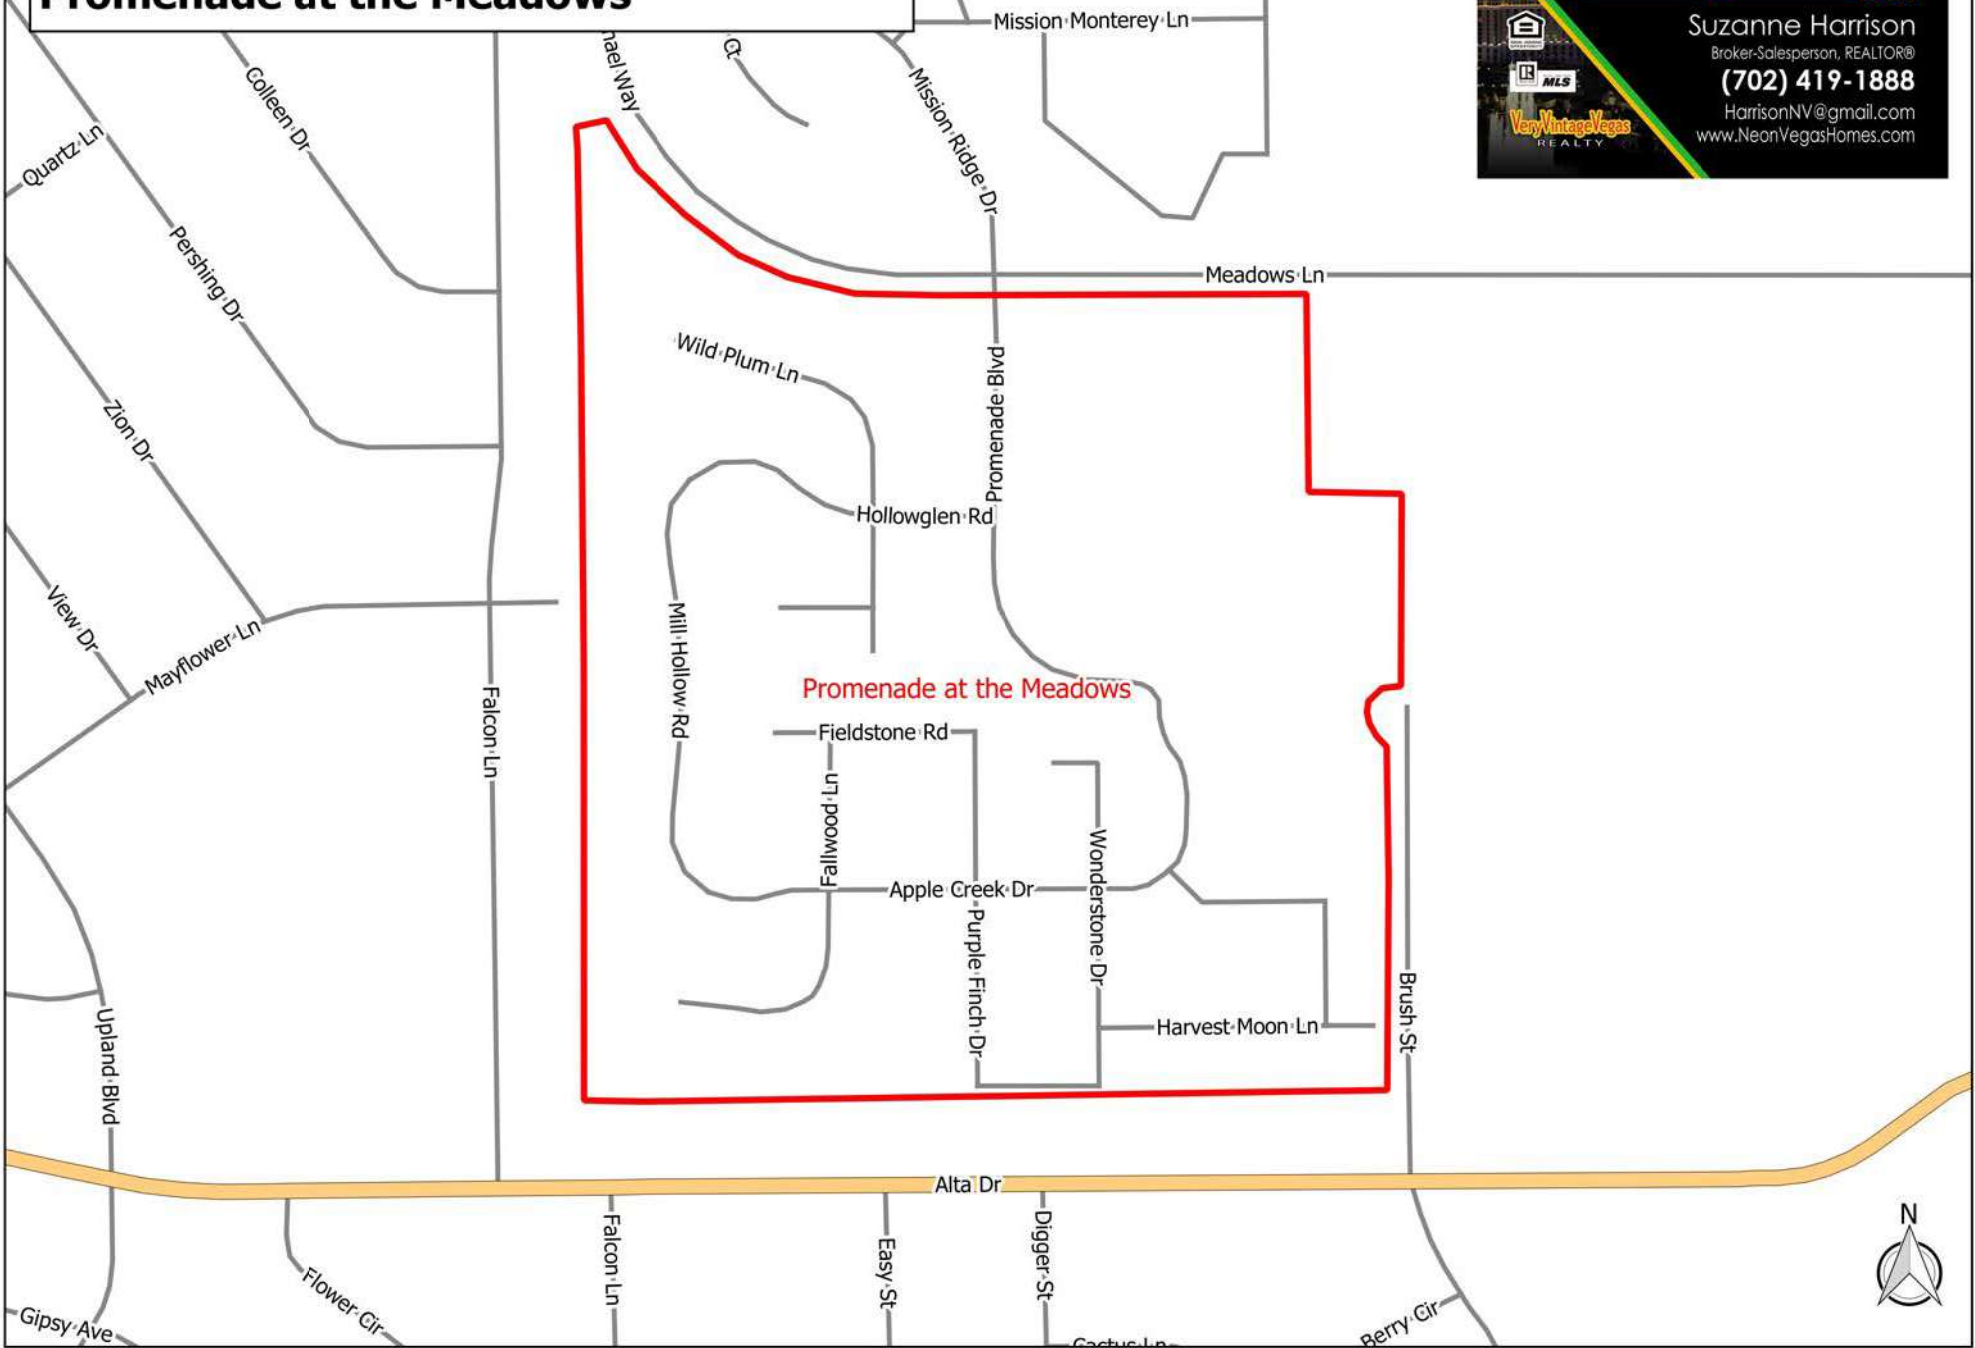 Promenade at the Meadows
Suzanne Harrison
Broker-Salesperson, REALTOR®
(702) 419-1888
HarrisonNV@gmail.com
www.NeonVegasHomes.com
MLS
VeryVintageVegas
REALTY
Mission Monterey Ln
Ct
Colleen Dr
Mission Ridge Dr
Quartz Ln
Pershing Dr
Meadows Ln
Wild Plum Ln
Promenade Blvd
Zion Dr
Hollowglen Rd
View Dr
Mayflower Ln
Mill Hollow Rd
Falcon Ln
Promenade at the Meadows
Fieldstone Rd
Fallwood Ln
Wonderstone Dr
Apple Creek Dr
Purple Finch Dr
Harvest Moon Ln
Brush St
Upland Blvd
Alta Dr
Falcon Ln
Easy St
Digger St
Flower Cir
Gipsy Ave
Berry Cir
Cactus Ln
N